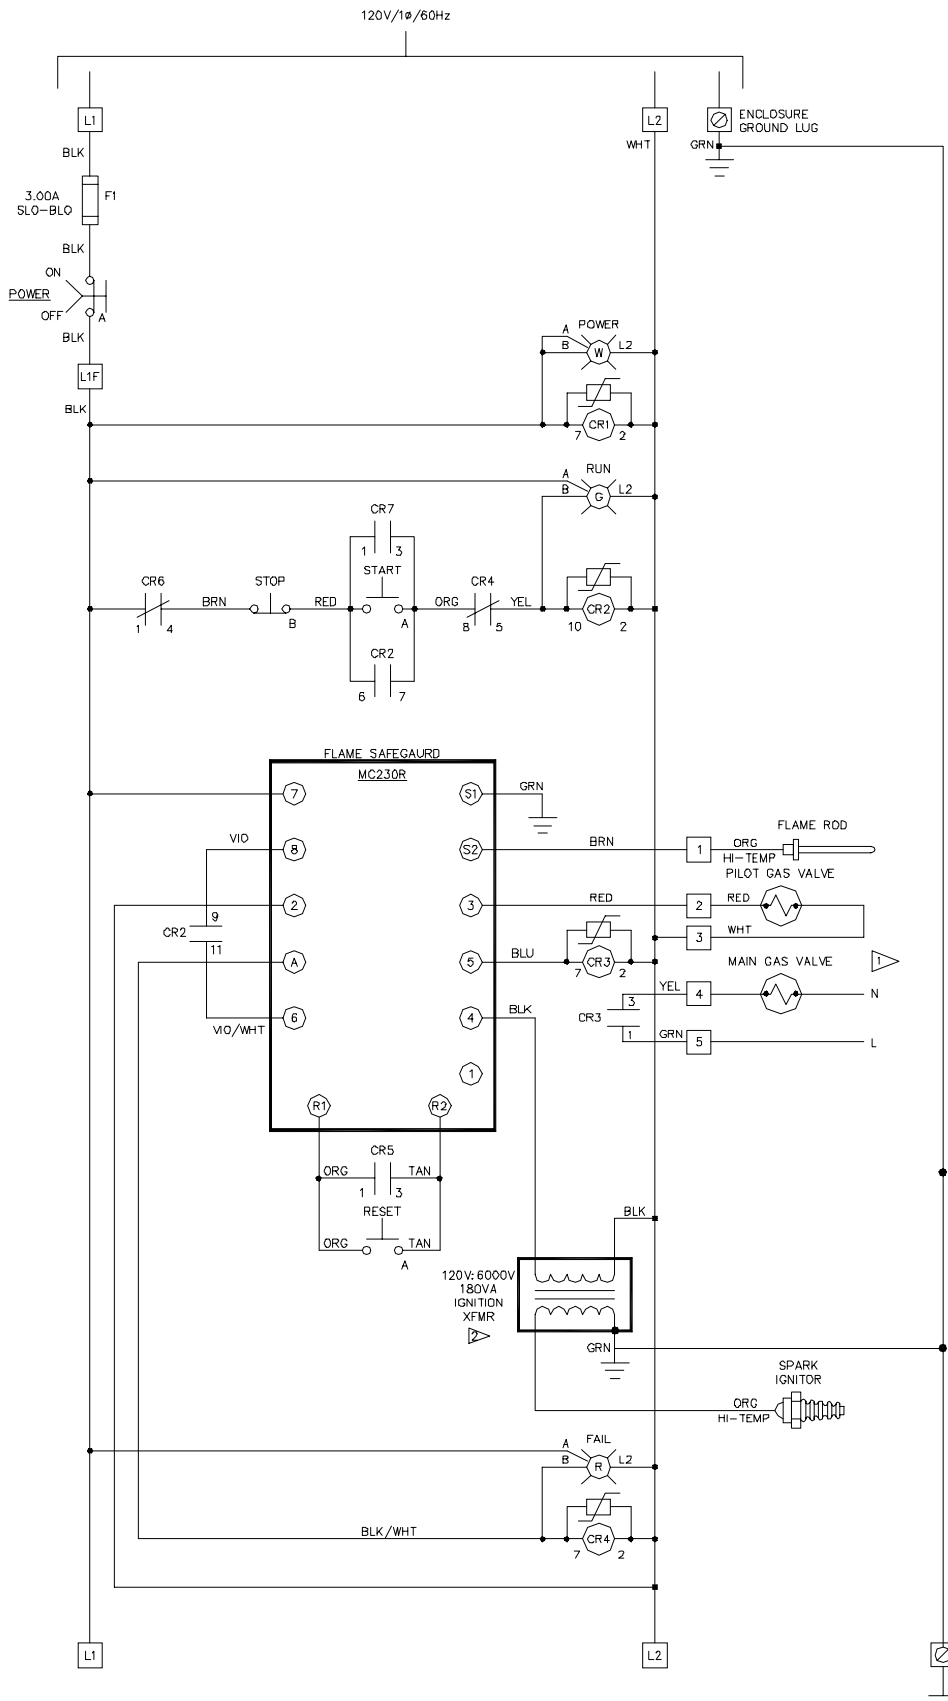 120V/1ø/60Hz
L1
L2
ENCLOSURE
GROUND LUG
BLK
WHT
GRN
3.00A
SLO-BLO
F1
BLK
ON
POWER
OFF
A
BLK
POWER
A
B
W
L2
L1F
BLK
CR1
7
2
RUN
A
B
G
L2
CR7
1
3
START
CR6
STOP
CR4
BRN
RED
ORG
YEL
CR2
1
4
B
A
8
5
10
2
CR2
6
7
FLAME SAFEGAURD
MC230R
7
S1
GRN
VIO
8
S2
BRN
1
ORG
HI-TEMP
FLAME ROD
PILOT GAS VALVE
2
3
RED
2
RED
CR2
9
11
3
WHT
A
5
BLU
CR3
7
2
MAIN GAS VALVE
1
YEL
4
N
VIO/WHT
6
4
BLK
CR3
3
1
GRN
5
L
1
R1
R2
CR5
ORG
TAN
1
3
RESET
ORG
TAN
A
BLK
120V:6000V
180VA
IGNITION
XFMR
2
GRN
SPARK
IGNITOR
ORG
HI-TEMP
FAIL
A
B
R
L2
BLK/WHT
CR4
7
2
L1
L2